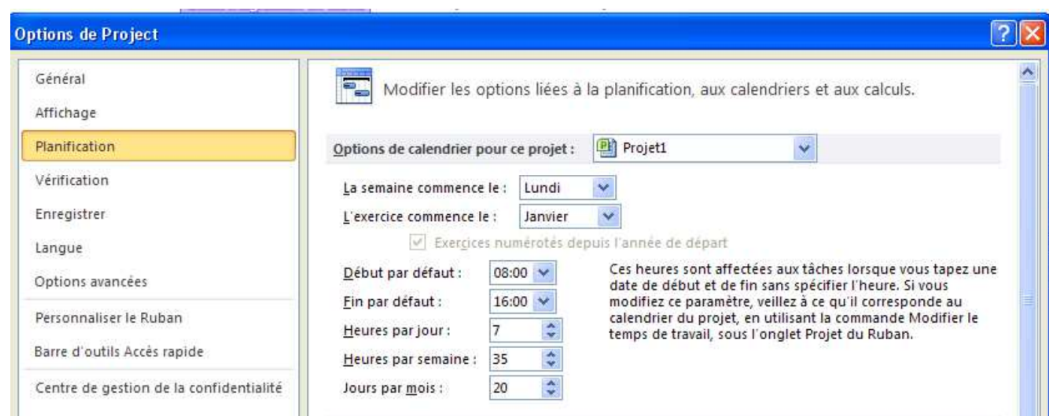 Options de Project
Général
Affichage
Planification
Vérification
Enregistrer
Langue
Options avancées
Personnaliser le Ruban
Barre d'outils Accès rapide
Centre de gestion de la confidentialité
Modifier les options liées à la planification, aux calendriers et aux calculs.
Options de calendrier pour ce projet : Projet1
La semaine commence le : Lundi
L'exercice commence le : Janvier
Exercices numérotés depuis l'année de départ
Début par défaut : 08:00
Fin par défaut : 16:00
Heures par jour : 7
Heures par semaine : 35
Jours par mois : 20
Ces heures sont affectées aux tâches lorsque vous tapez une
date de début et de fin sans spécifier l'heure. Si vous
modifiez ce paramètre, veillez à ce qu'il corresponde au
calendrier du projet, en utilisant la commande Modifier le
temps de travail, sous l'onglet Projet du Ruban.